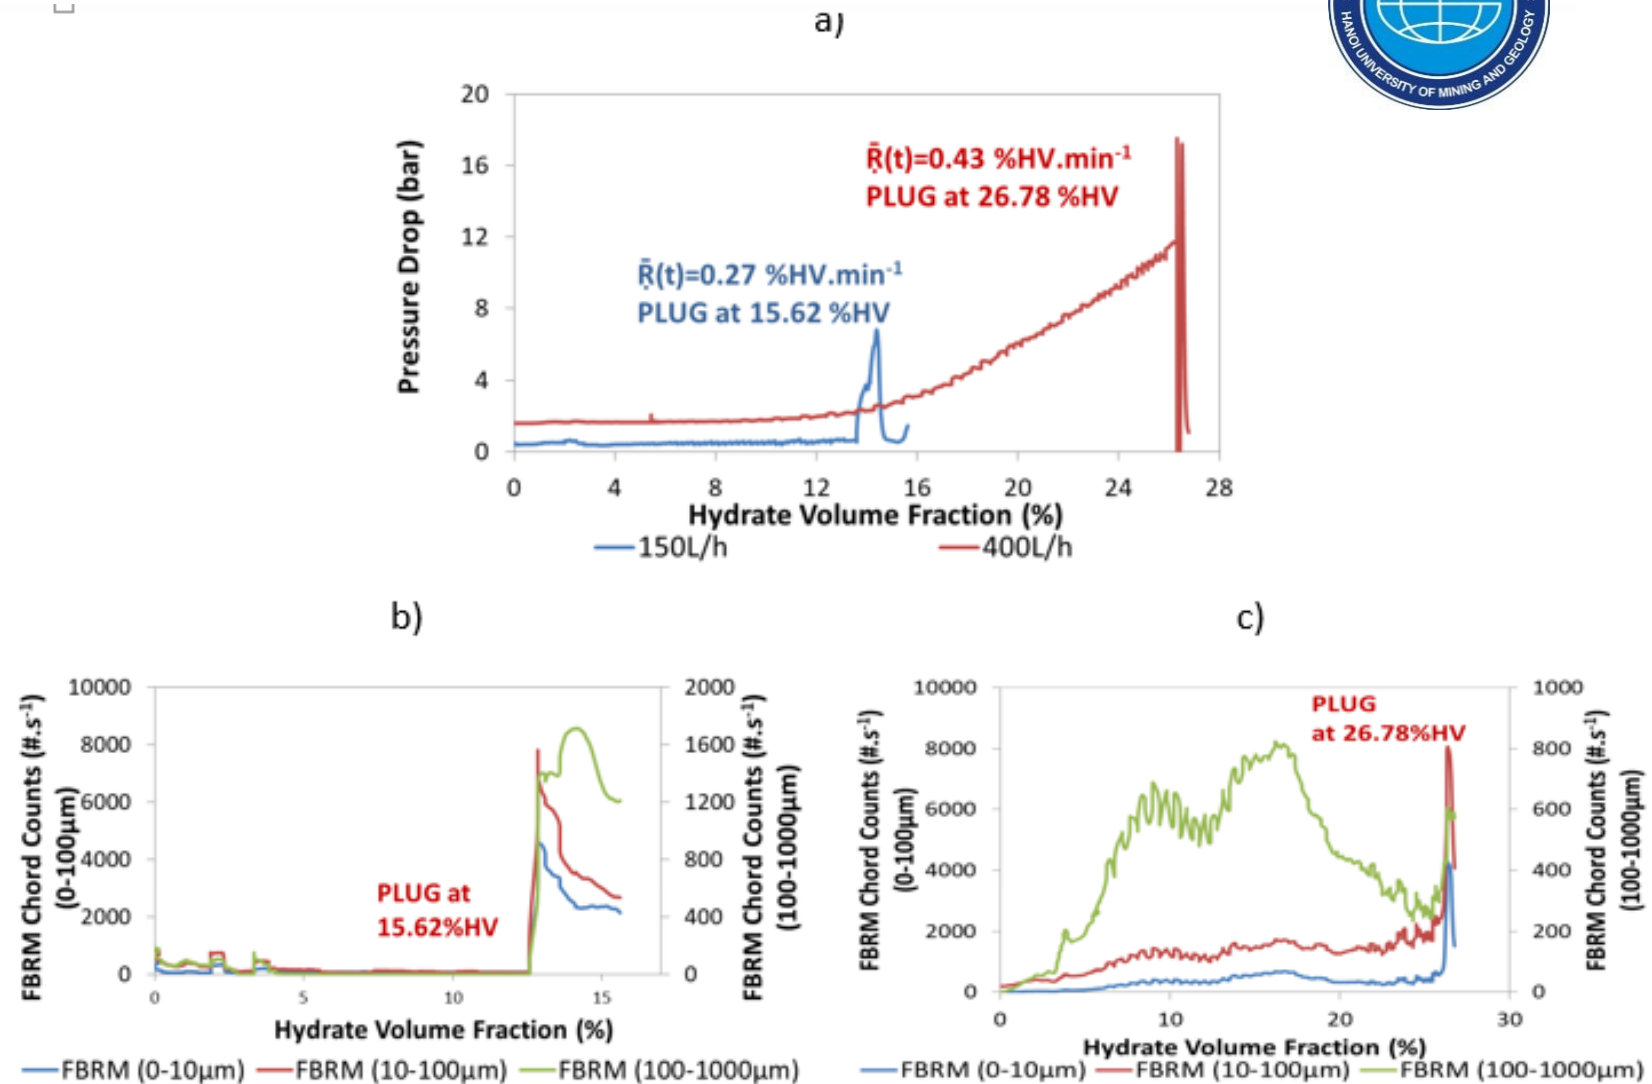 a)
HANOI UNIVERSITY OF MINING AND GEOLOGY
20
16
12
8
4
0
Pressure Drop (bar)
Ṝ(t)=0.43 %HV.min⁻¹
PLUG at 26.78 %HV
Ṝ(t)=0.27 %HV.min⁻¹
PLUG at 15.62 %HV
0 4 8 12 16 20 24 28
Hydrate Volume Fraction (%)
150L/h 400L/h
b)
FBRM Chord Counts (#.s⁻¹)
(0-100µm)
10000
8000
6000
4000
2000
0
PLUG at
15.62%HV
2000
1600
1200
800
400
0
FBRM Chord Counts (#.s⁻¹)
(100-1000µm)
0 5 10 15
Hydrate Volume Fraction (%)
FBRM (0-10µm) FBRM (10-100µm) FBRM (100-1000µm)
c)
FBRM Chord Counts (#.s⁻¹)
(0-100µm)
10000
8000
6000
4000
2000
0
PLUG
at 26.78%HV
1000
800
600
400
200
0
FBRM Chord Counts (#.s⁻¹)
(100-1000µm)
0 10 20 30
Hydrate Volume Fraction (%)
FBRM (0-10µm) FBRM (10-100µm) FBRM (100-1000µm)